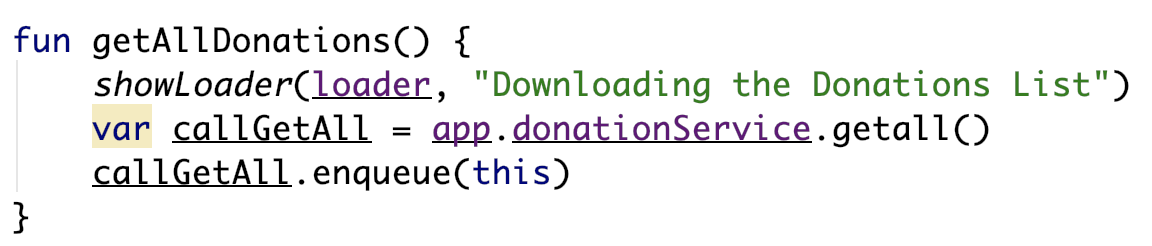 fun getAllDonations() {
    showLoader(loader, "Downloading the Donations List")
    var callGetAll = app.donationService.getall()
    callGetAll.enqueue(this)
}